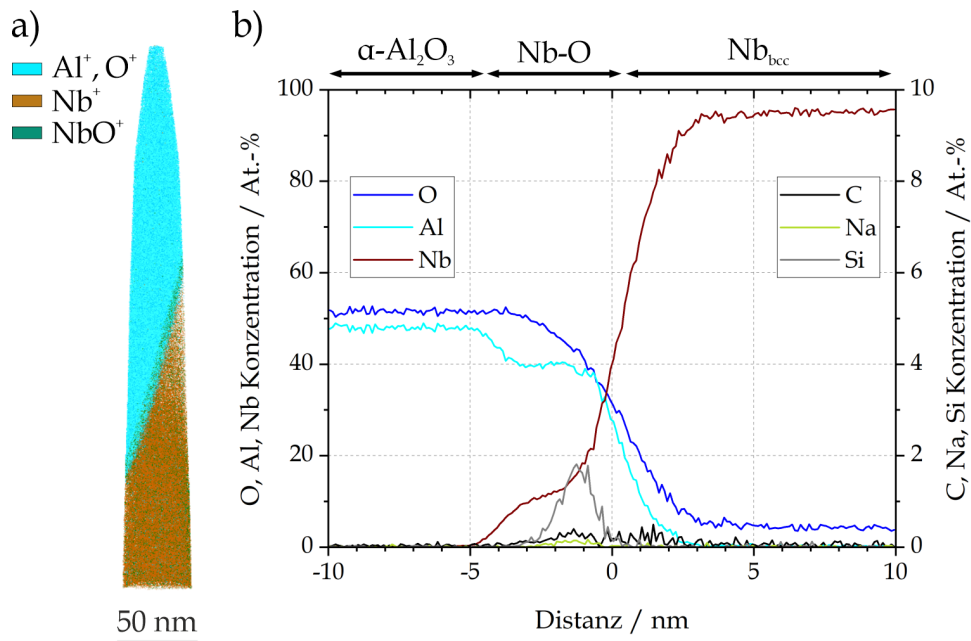 a)
Al⁺, O⁺
Nb⁺
NbO⁺
50 nm
b)
α-Al₂O₃
Nb-O
Nb_bcc
O, Al, Nb Konzentration / At.-%
100
80
60
40
20
0
O
Al
Nb
C
Na
Si
10
8
6
4
2
0
C, Na, Si Konzentration / At.-%
-10
-5
0
5
10
Distanz / nm